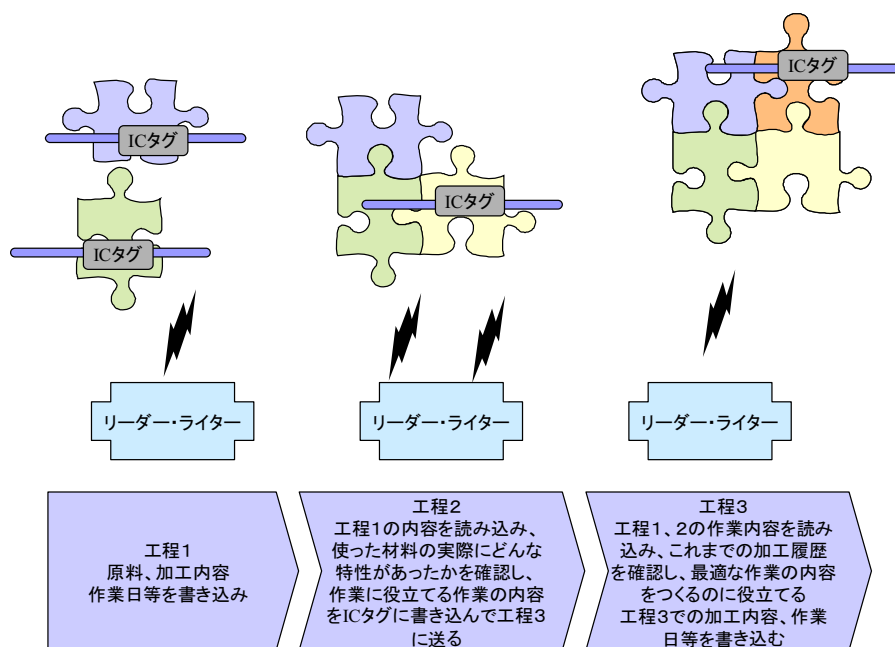 ICタグ
ICタグ
ICタグ
ICタグ
リーダー・ライター
リーダー・ライター
リーダー・ライター
工程1
原料、加工内容
作業日等を書き込み
工程2
工程1の内容を読み込み、
使った材料の実際にどんな
特性があったかを確認し、
作業に役立てる作業の内容
をICタグに書き込んで工程3
に送る
工程3
工程1、2の作業内容を読み
込み、これまでの加工履歴
を確認し、最適な作業の内容
をつくるのに役立てる
工程3での加工内容、作業
日等を書き込む